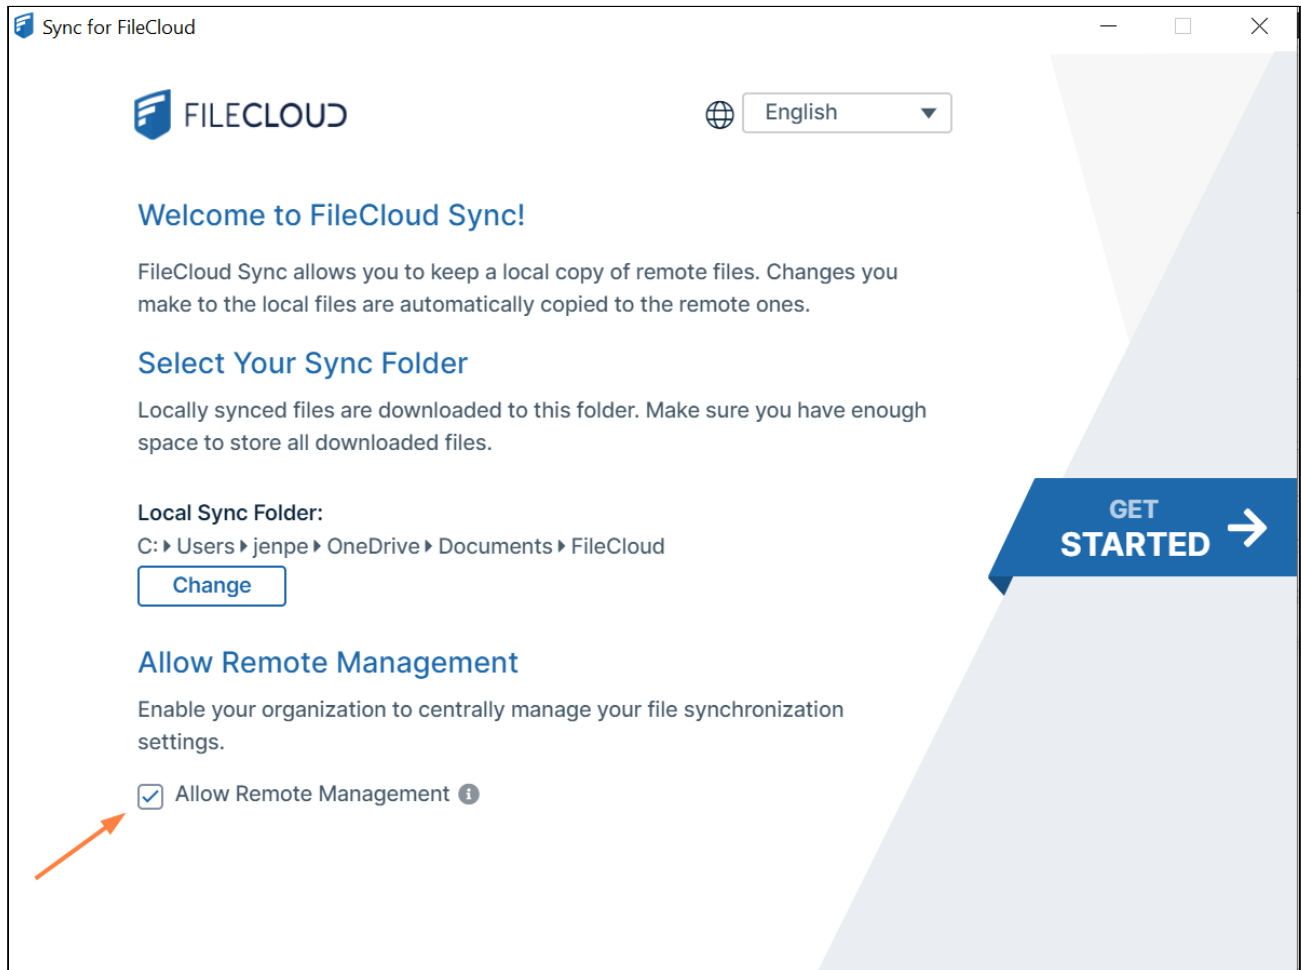 Sync for FileCloud
FILECLOUD
English
Welcome to FileCloud Sync!
FileCloud Sync allows you to keep a local copy of remote files. Changes you
make to the local files are automatically copied to the remote ones.
Select Your Sync Folder
Locally synced files are downloaded to this folder. Make sure you have enough
space to store all downloaded files.
Local Sync Folder:
C: Users jenpe OneDrive Documents FileCloud
Change
GET
STARTED
Allow Remote Management
Enable your organization to centrally manage your file synchronization
settings.
Allow Remote Management